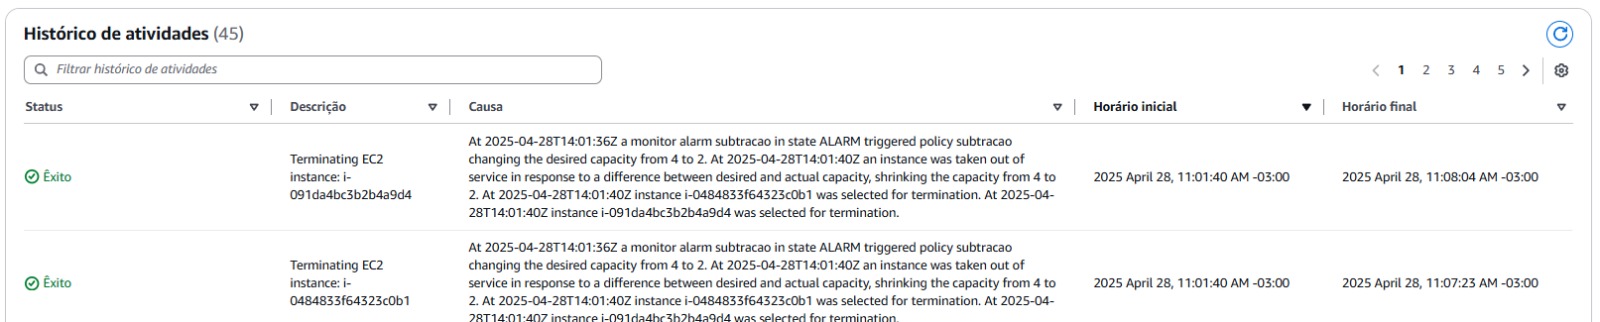 Histórico de atividades (45)
Filtrar histórico de atividades
1 2 3 4 5
Status Descrição Causa Horário inicial Horário final
Êxito
Terminating EC2
instance: i-
091da4bc3b2b4a9d4
At 2025-04-28T14:01:36Z a monitor alarm subtracao in state ALARM triggered policy subtracao
changing the desired capacity from 4 to 2. At 2025-04-28T14:01:40Z an instance was taken out of
service in response to a difference between desired and actual capacity, shrinking the capacity from 4 to
2. At 2025-04-28T14:01:40Z instance i-0484833f64323c0b1 was selected for termination. At 2025-04-
28T14:01:40Z instance i-091da4bc3b2b4a9d4 was selected for termination.
2025 April 28, 11:01:40 AM -03:00
2025 April 28, 11:08:04 AM -03:00
Êxito
Terminating EC2
instance: i-
0484833f64323c0b1
At 2025-04-28T14:01:36Z a monitor alarm subtracao in state ALARM triggered policy subtracao
changing the desired capacity from 4 to 2. At 2025-04-28T14:01:40Z an instance was taken out of
service in response to a difference between desired and actual capacity, shrinking the capacity from 4 to
2. At 2025-04-28T14:01:40Z instance i-0484833f64323c0b1 was selected for termination. At 2025-04-
28T14:01:40Z instance i-091da4bc3b2b4a9d4 was selected for termination.
2025 April 28, 11:01:40 AM -03:00
2025 April 28, 11:07:23 AM -03:00